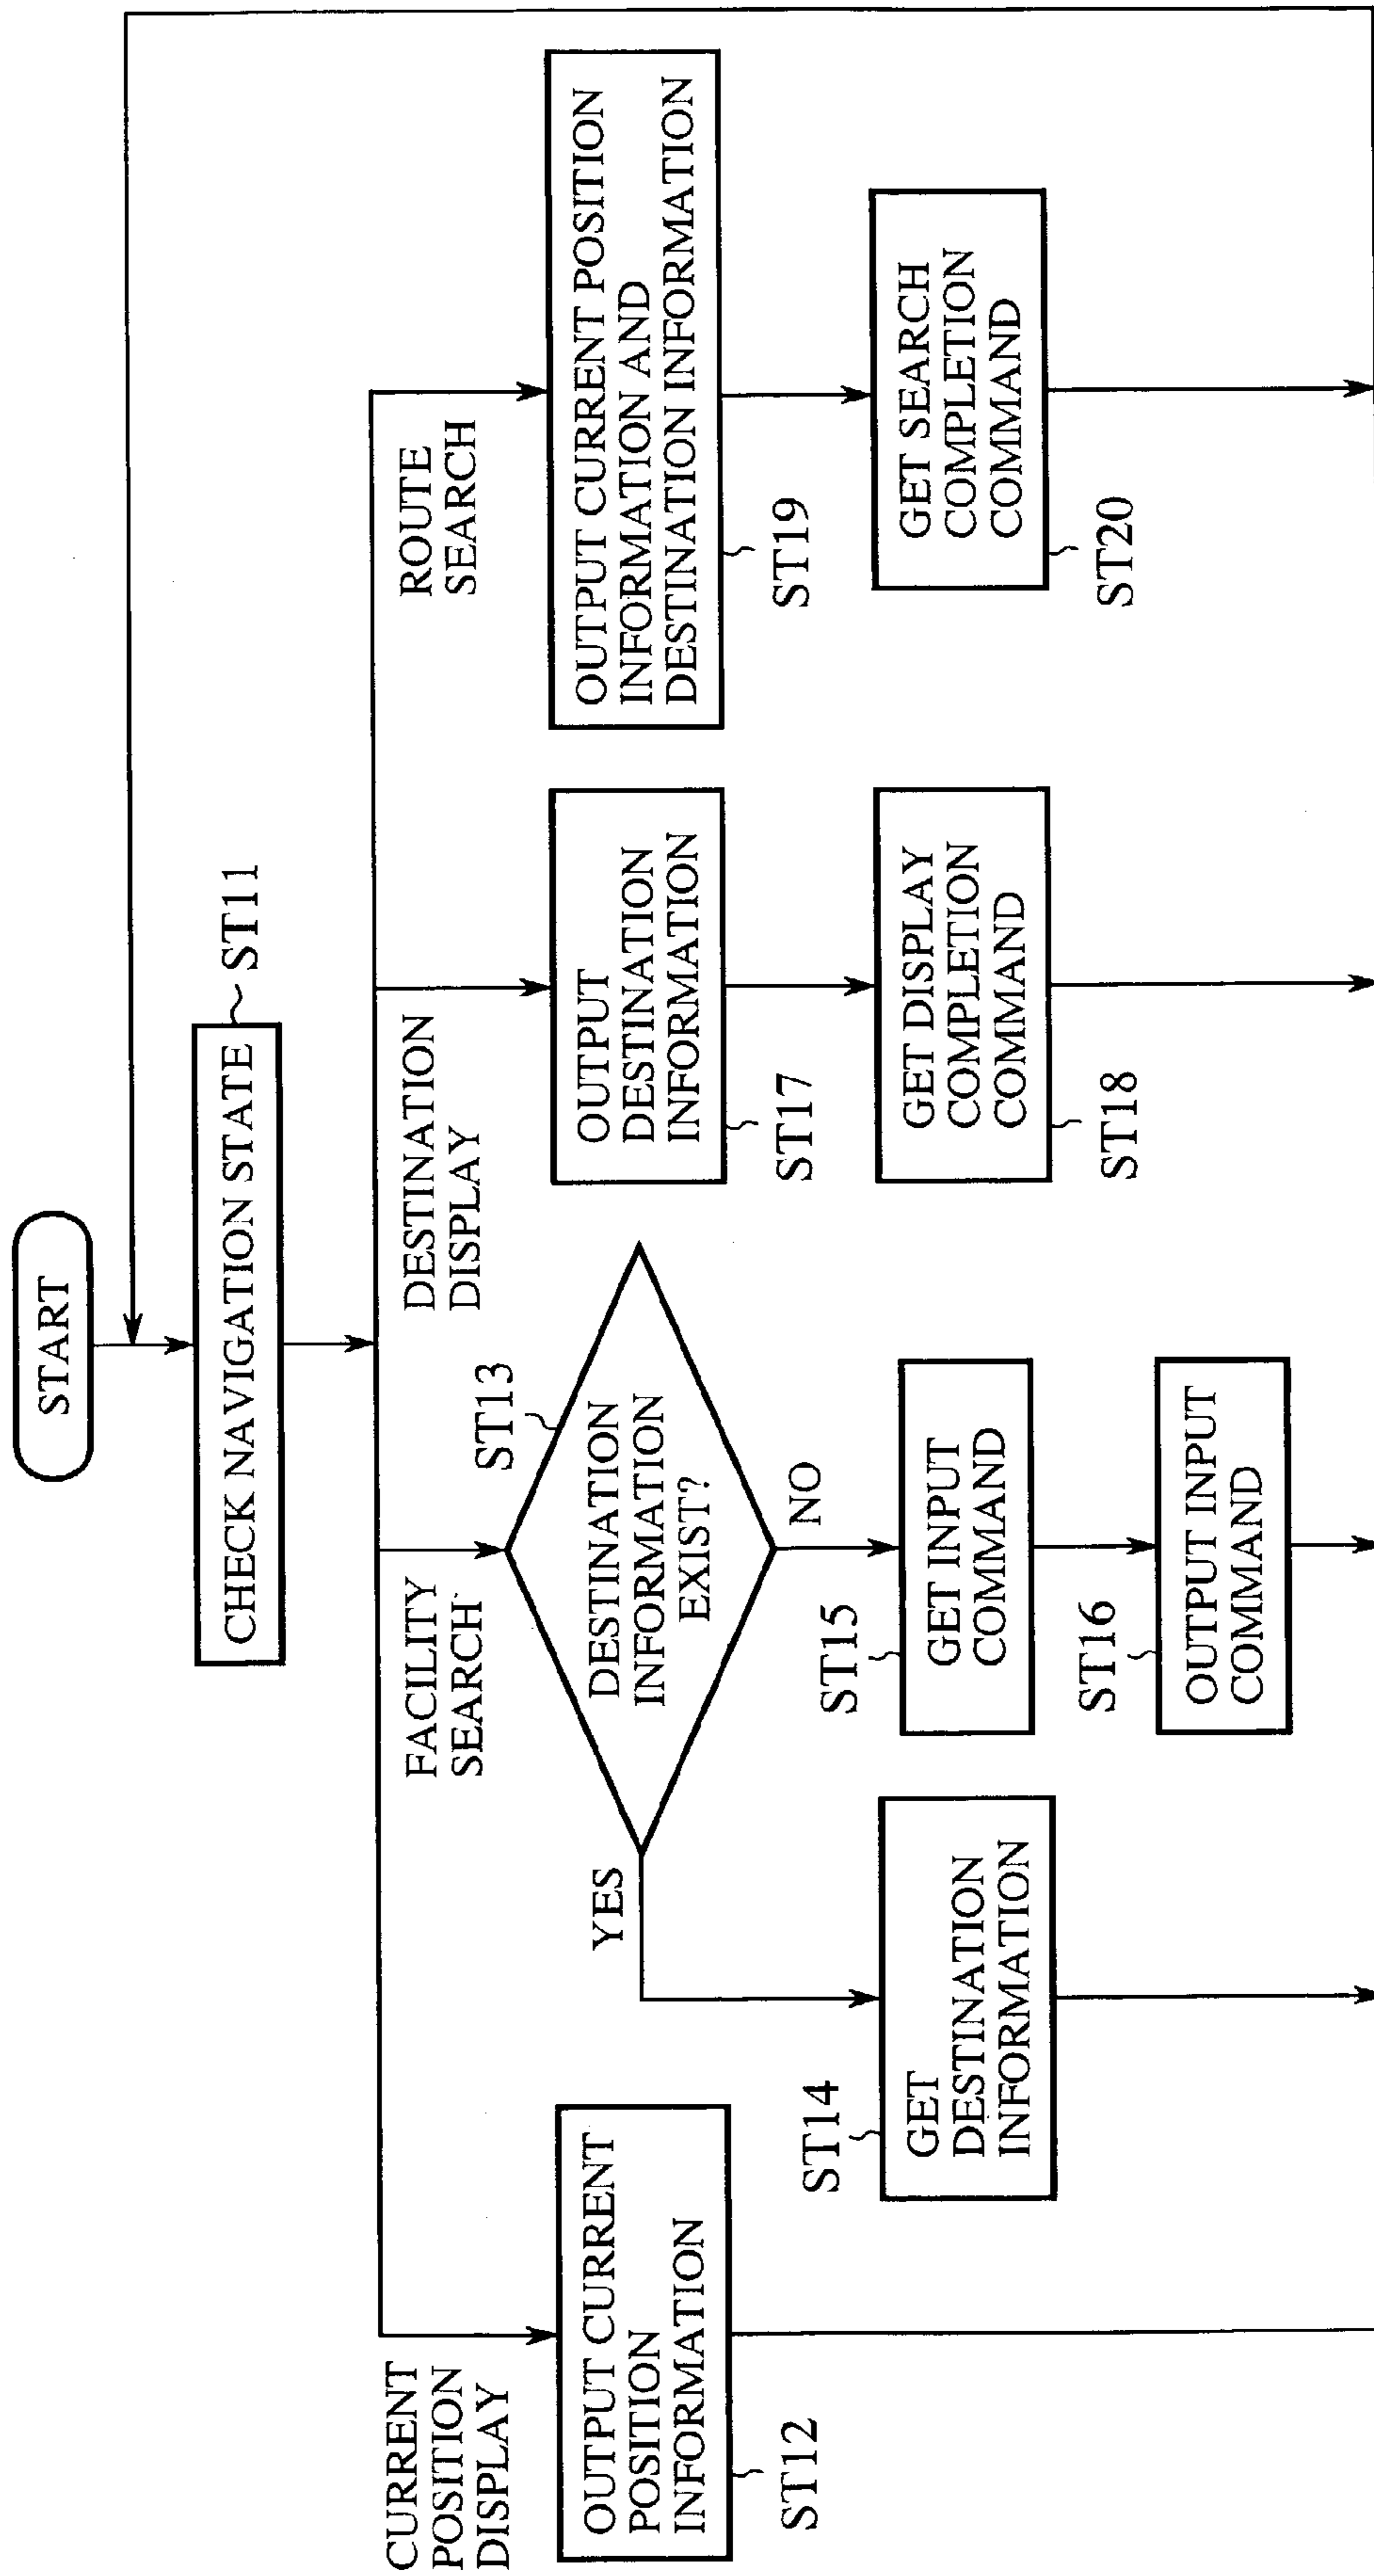 START
CHECK NAVIGATION STATE
ST11
CURRENT
POSITION
DISPLAY
FACILITY
SEARCH
DESTINATION
DISPLAY
ROUTE
SEARCH
OUTPUT CURRENT
POSITION
INFORMATION
ST12
DESTINATION
INFORMATION
EXIST?
ST13
YES
NO
GET
DESTINATION
INFORMATION
ST14
GET INPUT
COMMAND
ST15
OUTPUT INPUT
COMMAND
ST16
OUTPUT
DESTINATION
INFORMATION
ST17
GET DISPLAY
COMPLETION
COMMAND
ST18
OUTPUT CURRENT POSITION
INFORMATION AND
DESTINATION INFORMATION
ST19
GET SEARCH
COMPLETION
COMMAND
ST20